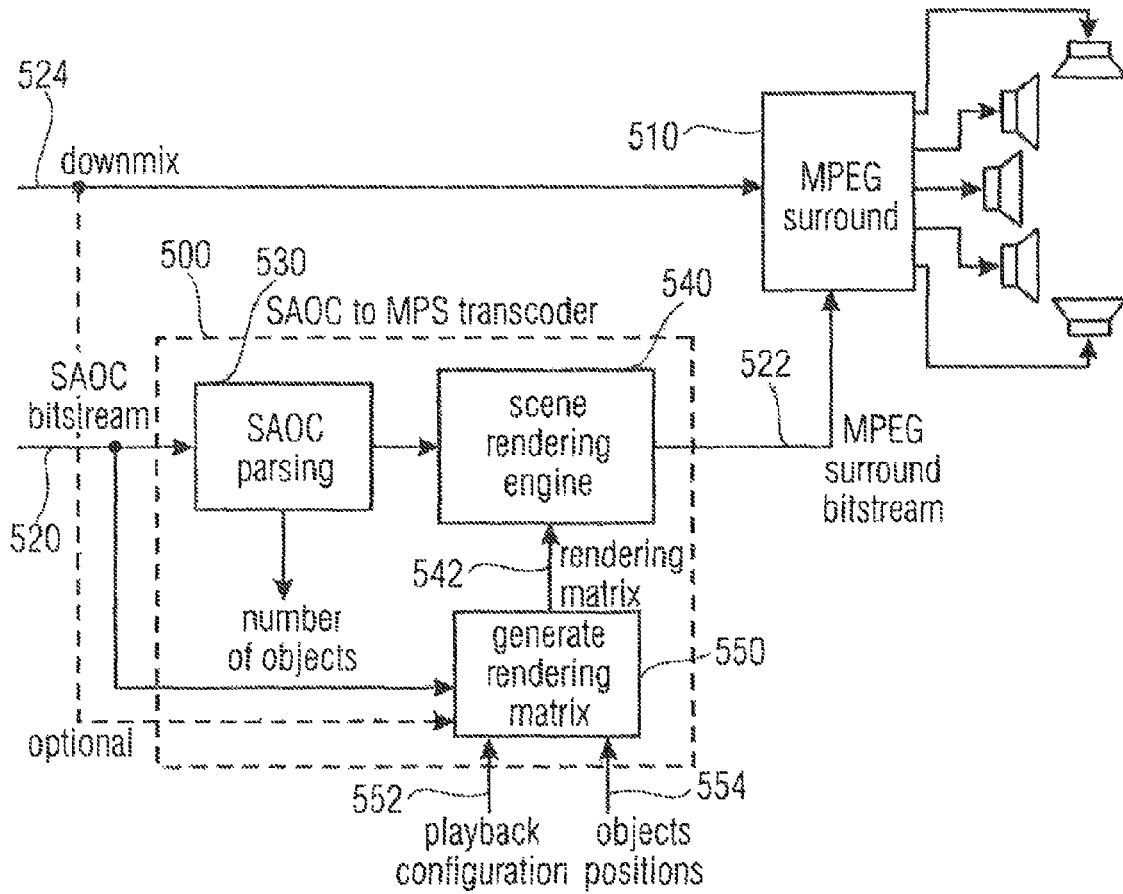 524
downmix
510
MPEG
surround
500
530
SAOC to MPS transcoder
540
SAOC
bitstream
SAOC
parsing
scene
rendering
engine
522
MPEG
surround
bitstream
520
number
of objects
542
rendering
matrix
generate
rendering
matrix
550
optional
552
554
playback
configuration
objects
positions